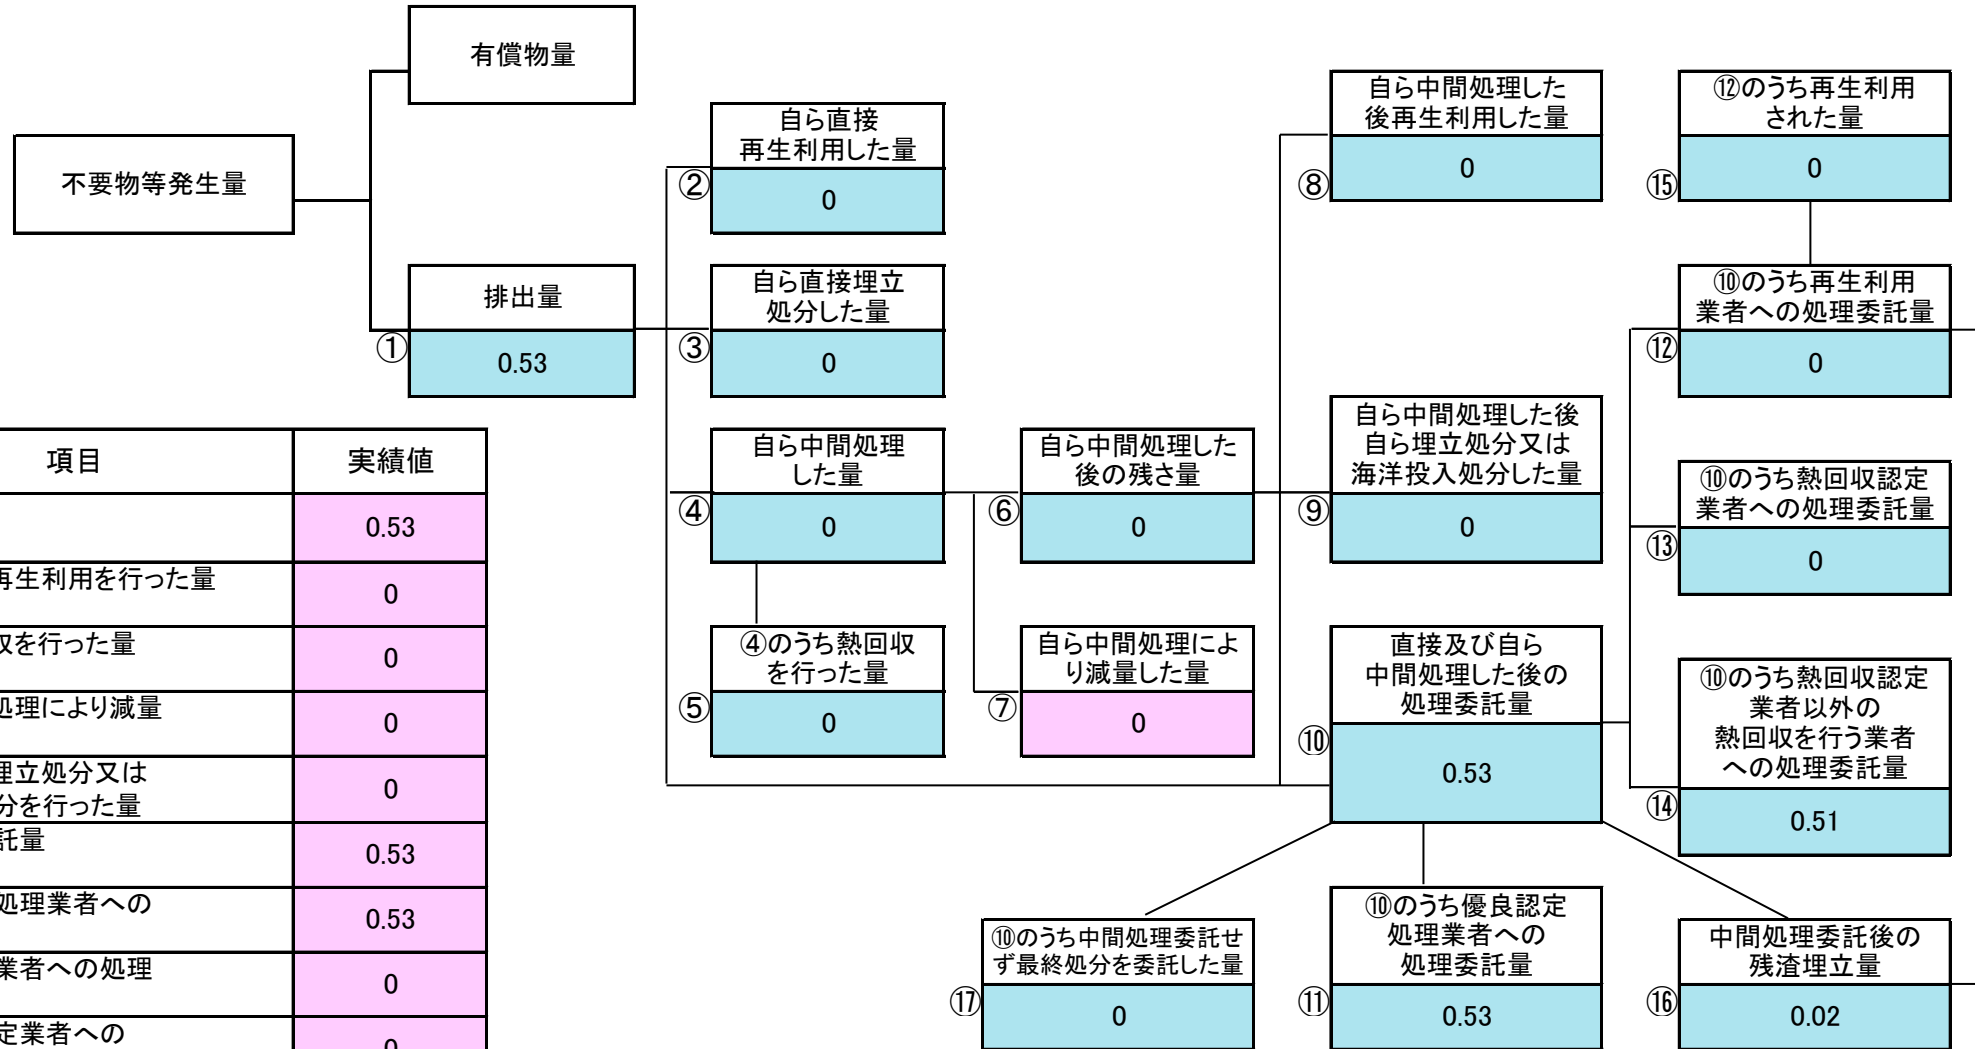 有償物量
不要物等発生量
排出量
①
0.53
自ら直接
再生利用した量
②
0
自ら直接埋立
処分した量
③
0
自ら中間処理
した量
④
0
④のうち熱回収
を行った量
⑤
0
自ら中間処理した
後の残さ量
⑥
0
自ら中間処理によ
り減量した量
⑦
0
自ら中間処理した
後再生利用した量
⑧
0
自ら中間処理した後
自ら埋立処分又は
海洋投入処分した量
⑨
0
直接及び自ら
中間処理した後の
処理委託量
⑩
0.53
⑫のうち再生利用
された量
⑮
0
⑩のうち再生利用
業者への処理委託量
⑫
0
⑩のうち熱回収認定
業者への処理委託量
⑬
0
⑩のうち熱回収認定
業者以外の
熱回収を行う業者
への処理委託量
⑭
0.51
⑩のうち中間処理委託せ
ず最終処分を委託した量
⑰
0
⑩のうち優良認定
処理業者への
処理委託量
⑪
0.53
中間処理委託後の
残渣埋立量
⑯
0.02
項目 実績値
0.53
再生利用を行った量
0
収を行った量
0
処理により減量
0
埋立処分又は
分を行った量
0
託量
0.53
処理業者への
0.53
業者への処理
0
定業者への
0